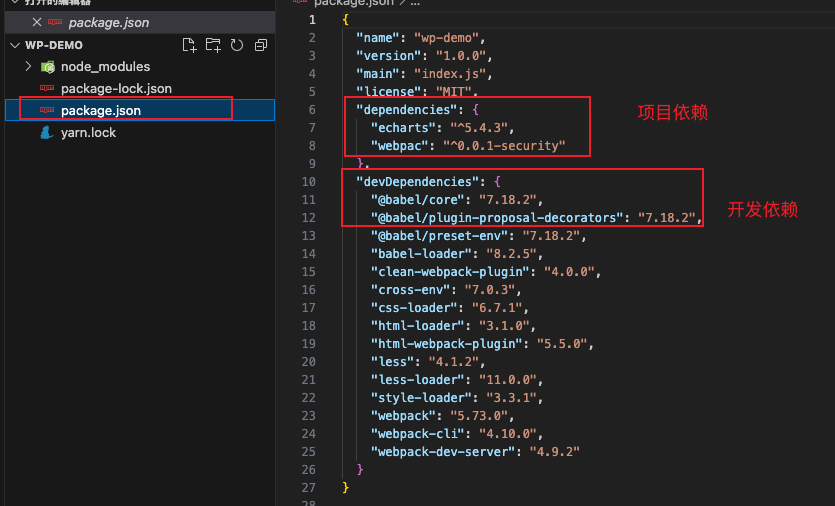 打开的编辑器
package.json
WP-DEMO
node_modules
package-lock.json
package.json
yarn.lock
package.json / ...
1 {
2 "name": "wp-demo",
3 "version": "1.0.0",
4 "main": "index.js",
5 "license": "MIT",
6 "dependencies": {
7 "echarts": "^5.4.3",
8 "webpac": "^0.0.1-security"
9 },
10 "devDependencies": {
11 "@babel/core": "7.18.2",
12 "@babel/plugin-proposal-decorators": "7.18.2",
13 "@babel/preset-env": "7.18.2",
14 "babel-loader": "8.2.5",
15 "clean-webpack-plugin": "4.0.0",
16 "cross-env": "7.0.3",
17 "css-loader": "6.7.1",
18 "html-loader": "3.1.0",
19 "html-webpack-plugin": "5.5.0",
20 "less": "4.1.2",
21 "less-loader": "11.0.0",
22 "style-loader": "3.3.1",
23 "webpack": "5.73.0",
24 "webpack-cli": "4.10.0",
25 "webpack-dev-server": "4.9.2"
26 }
27 }
28
项目依赖
开发依赖